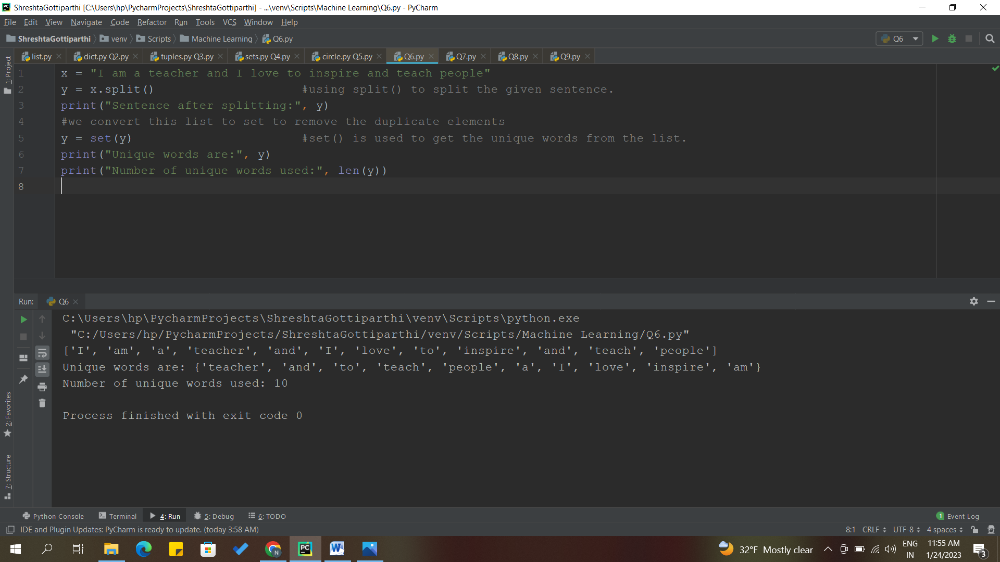 ShreshtaGottiparthi [C:\Users\hp\PycharmProjects\ShreshtaGottiparthi] - ...\venv\Scripts\Machine Learning\Q6.py - PyCharm
File Edit View Navigate Code Refactor Run Tools VCS Window Help
ShreshtaGottiparthi venv Scripts Machine Learning Q6.py Q6
list.py dict.py Q2.py tuples.py Q3.py sets.py Q4.py circle.py Q5.py Q6.py Q7.py Q8.py Q9.py
1: Project
1 x = "I am a teacher and I love to inspire and teach people"
2 y = x.split() #using split() to split the given sentence.
3 print("Sentence after splitting:", y)
4 #we convert this list to set to remove the duplicate elements
5 y = set(y) #set() is used to get the unique words from the list.
6 print("Unique words are:", y)
7 print("Number of unique words used:", len(y))
8
Run: Q6
C:\Users\hp\PycharmProjects\ShreshtaGottiparthi\venv\Scripts\python.exe
"C:/Users/hp/PycharmProjects/ShreshtaGottiparthi/venv/Scripts/Machine Learning/Q6.py"
['I', 'am', 'a', 'teacher', 'and', 'I', 'love', 'to', 'inspire', 'and', 'teach', 'people']
Unique words are: {'teacher', 'and', 'to', 'teach', 'people', 'a', 'I', 'love', 'inspire', 'am'}
Number of unique words used: 10
Process finished with exit code 0
2: Favorites
7: Structure
Python Console Terminal 4: Run 5: Debug 6: TODO 1 Event Log
IDE and Plugin Updates: PyCharm is ready to update. (today 3:58 AM) 8:1 CRLF UTF-8 4 spaces
32°F Mostly clear ENG 11:55 AM
IN 1/24/2023 3